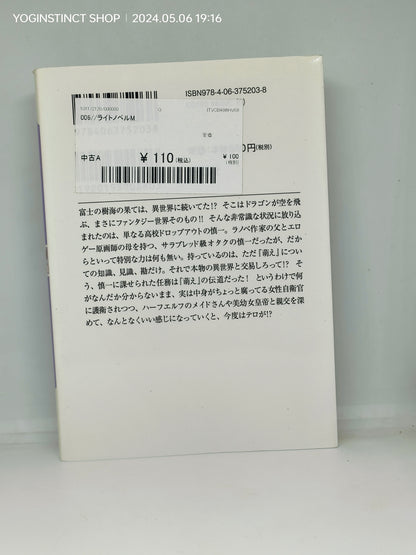 YOGINSTINCT SHOP | 2024.05.06 19:16
ISBN978-4-06-375203-8
006//ライトノベルM
定価
0円(税別)
中古A
¥ 110(税込)
¥ 100
(税別)
富士の樹海の果ては、異世界に続いてた!? そこはドラゴンが空を飛
ぶ、まさにファンタジー世界そのもの!! そんな非常識な状況に放り込
まれたのは、単なる高校ドロップアウトの慎一。ラノベ作家の父とエロ
ゲー原画師の母を持つ、サラブレッド級オタクの慎一だったが、だか
らといって特別な力は何も無い。持っているのは、ただ『萌え』につい
ての知識、見識、勘だけ。それで本物の異世界と交易しろって!? そ
う、慎一に課せられた任務は『萌え』の伝道だった! というわけで何
がなんだか分からないまま、実は中身がちょっと腐ってる女性自衛官
に護衛されつつ、ハーフエルフのメイドさんや美幼女皇帝と親交を深
めて、なんとなくいい感じになっていくと、今度はテロが!?